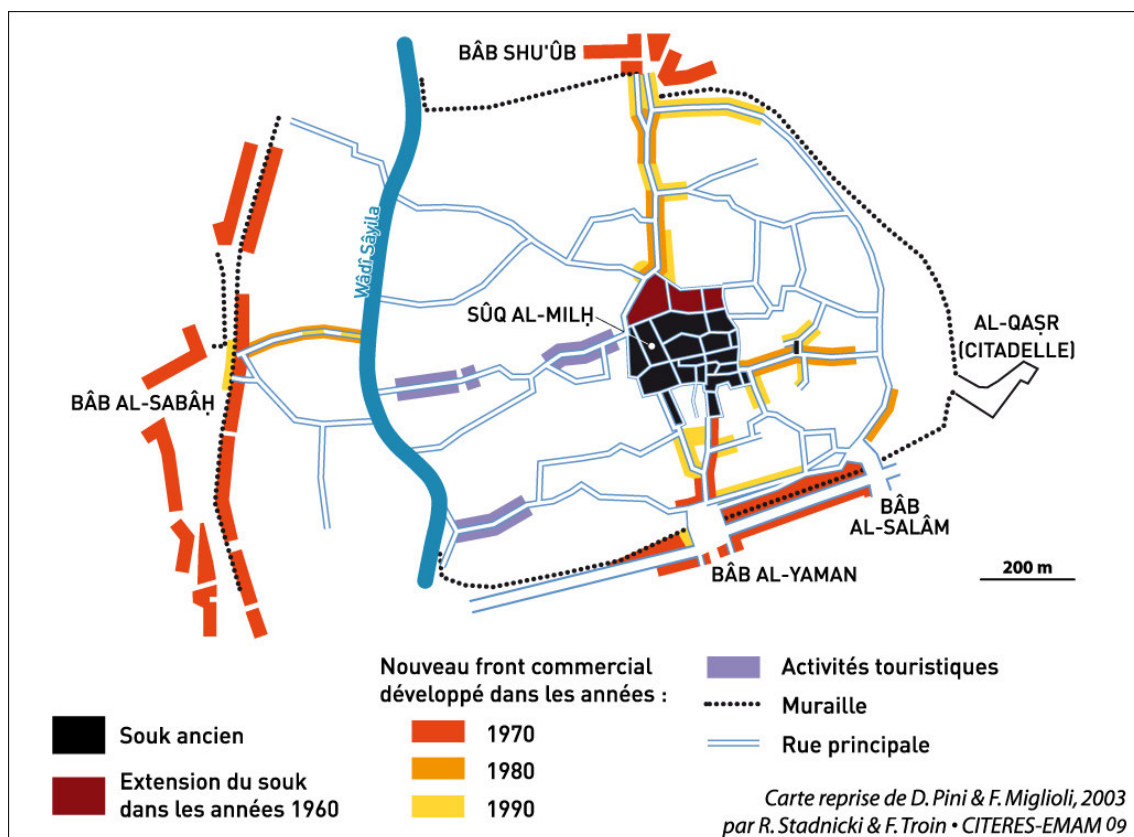 BÂB SHU'ÛB
Wâdî Sâyila
SÛQ AL-MILḤ
AL-QAṢR
(CITADELLE)
BÂB AL-SABÂḤ
BÂB
AL-SALÂM
BÂB AL-YAMAN
200 m
Nouveau front commercial
développé dans les années :
1970
1980
1990
Souk ancien
Extension du souk
dans les années 1960
Activités touristiques
Muraille
Rue principale
Carte reprise de D. Pini & F. Miglioli, 2003
par R. Stadnicki & F. Troin • CITERES-EMAM 09